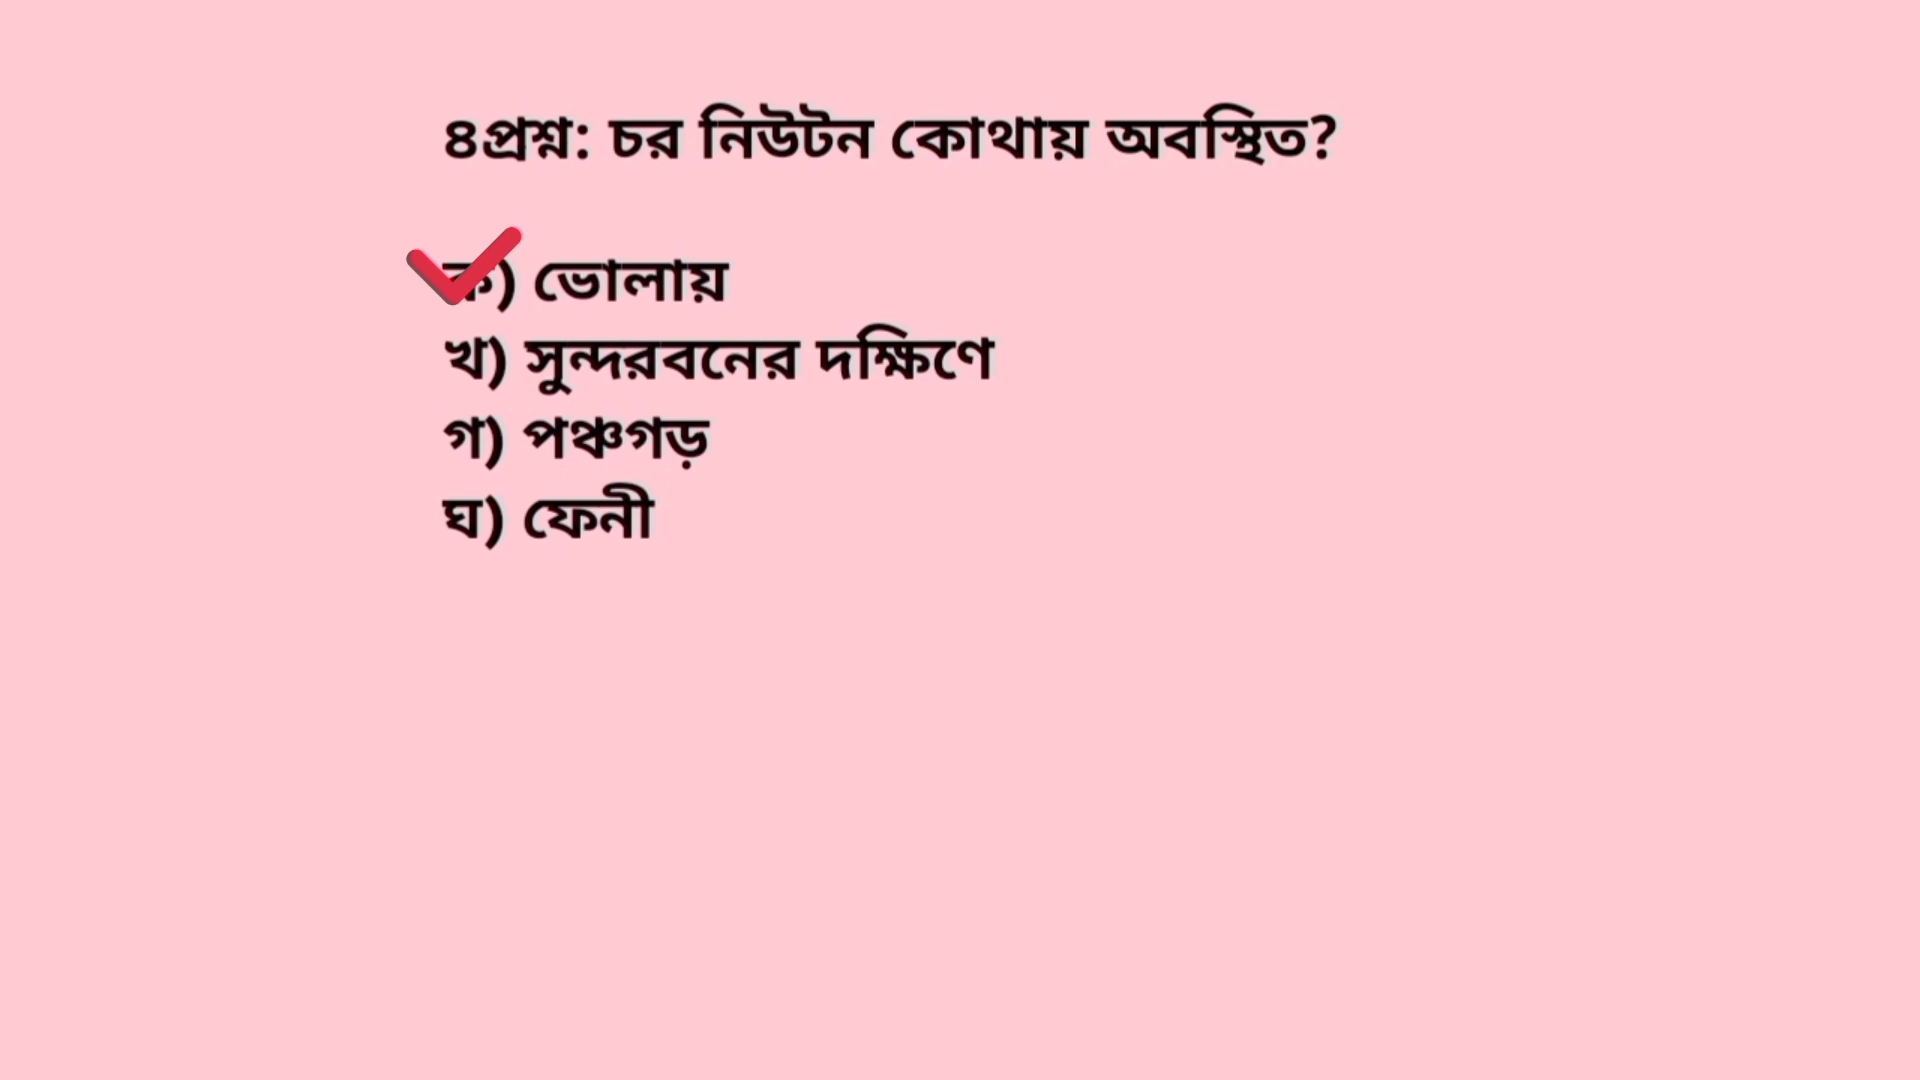 ৪প্রশ্ন: চর নিউটন কোথায় অবস্থিত?
ক) ভোলায়
খ) সুন্দরবনের দক্ষিণে
গ) পঞ্চগড়
ঘ) ফেনী